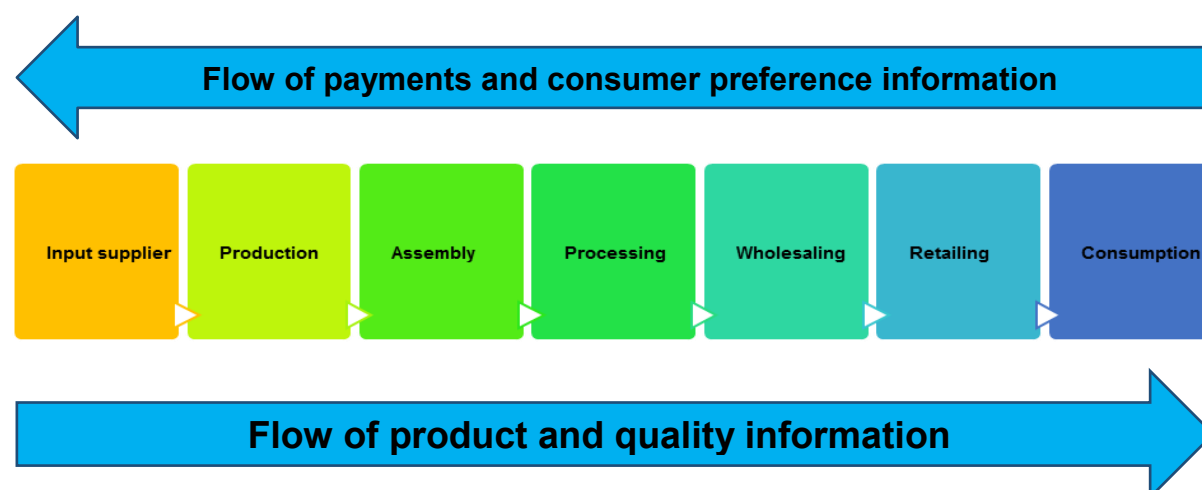 Flow of payments and consumer preference information
Input supplier
Production
Assembly
Processing
Wholesaling
Retailing
Consumption
Flow of product and quality information